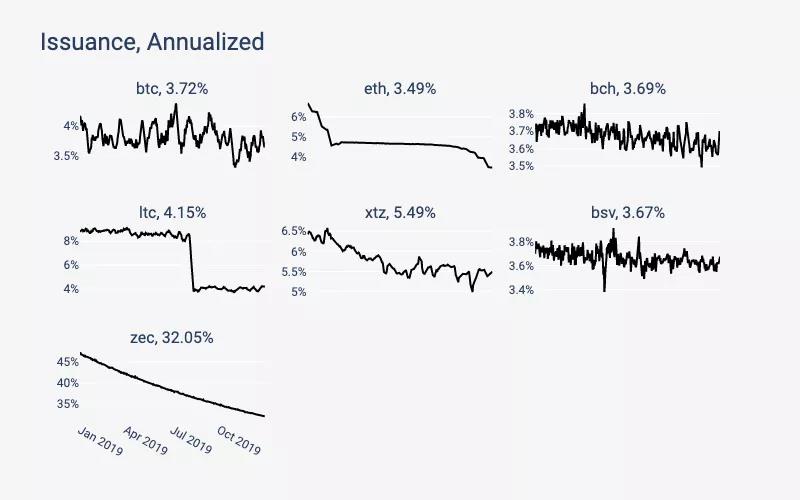 Issuance, Annualized
btc, 3.72%
4%
3.5%
eth, 3.49%
6%
5%
4%
bch, 3.69%
3.8%
3.7%
3.6%
3.5%
ltc, 4.15%
8%
6%
4%
xtz, 5.49%
6.5%
6%
5.5%
5%
bsv, 3.67%
3.8%
3.6%
3.4%
zec, 32.05%
45%
40%
35%
Jan 2019
Apr 2019
Jul 2019
Oct 2019